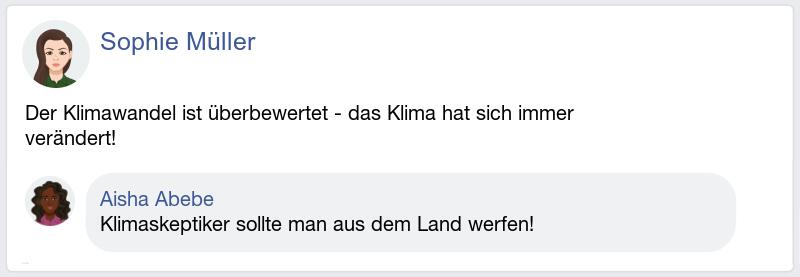 Sophie Müller
Der Klimawandel ist überbewertet - das Klima hat sich immer
verändert!
Aisha Abebe
Klimaskeptiker sollte man aus dem Land werfen!